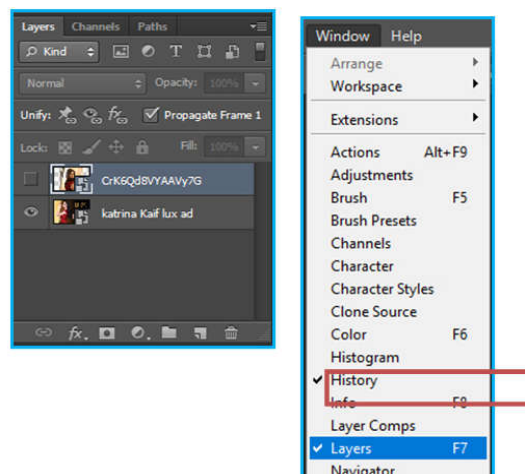 Layers Channels Paths
Kind
Normal Opacity: 100%
Unify: Propagate Frame 1
Lock: Fill: 100%
CrK6Qd8VYAAVy7G
katrina Kaif lux ad
fx
Window Help
Arrange
Workspace
Extensions
Actions Alt+F9
Adjustments
Brush F5
Brush Presets
Channels
Character
Character Styles
Clone Source
Color F6
Histogram
History
Info F8
Layer Comps
Layers F7
Navigator